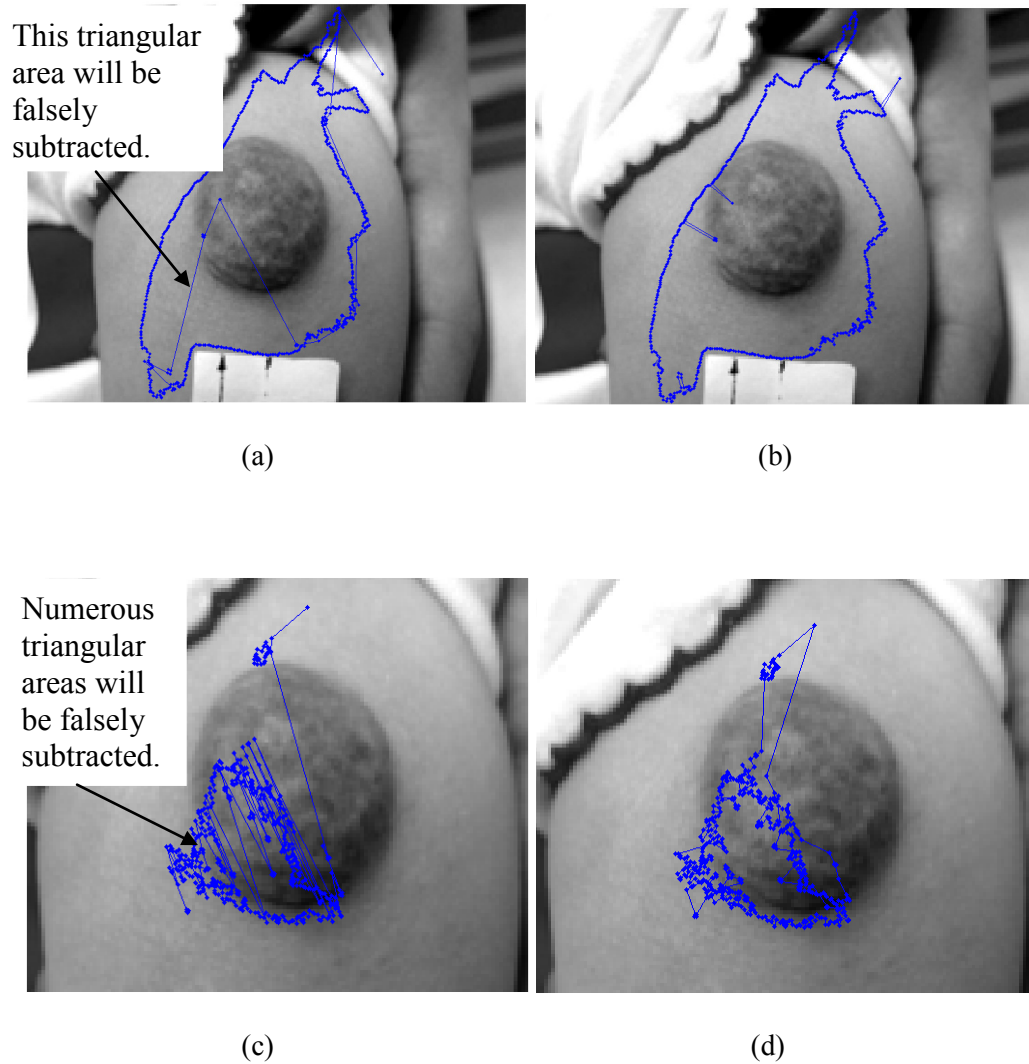 This triangular
area will be
falsely
subtracted.
(a)
(b)
Numerous
triangular
areas will
be falsely
subtracted.
(c)
(d)